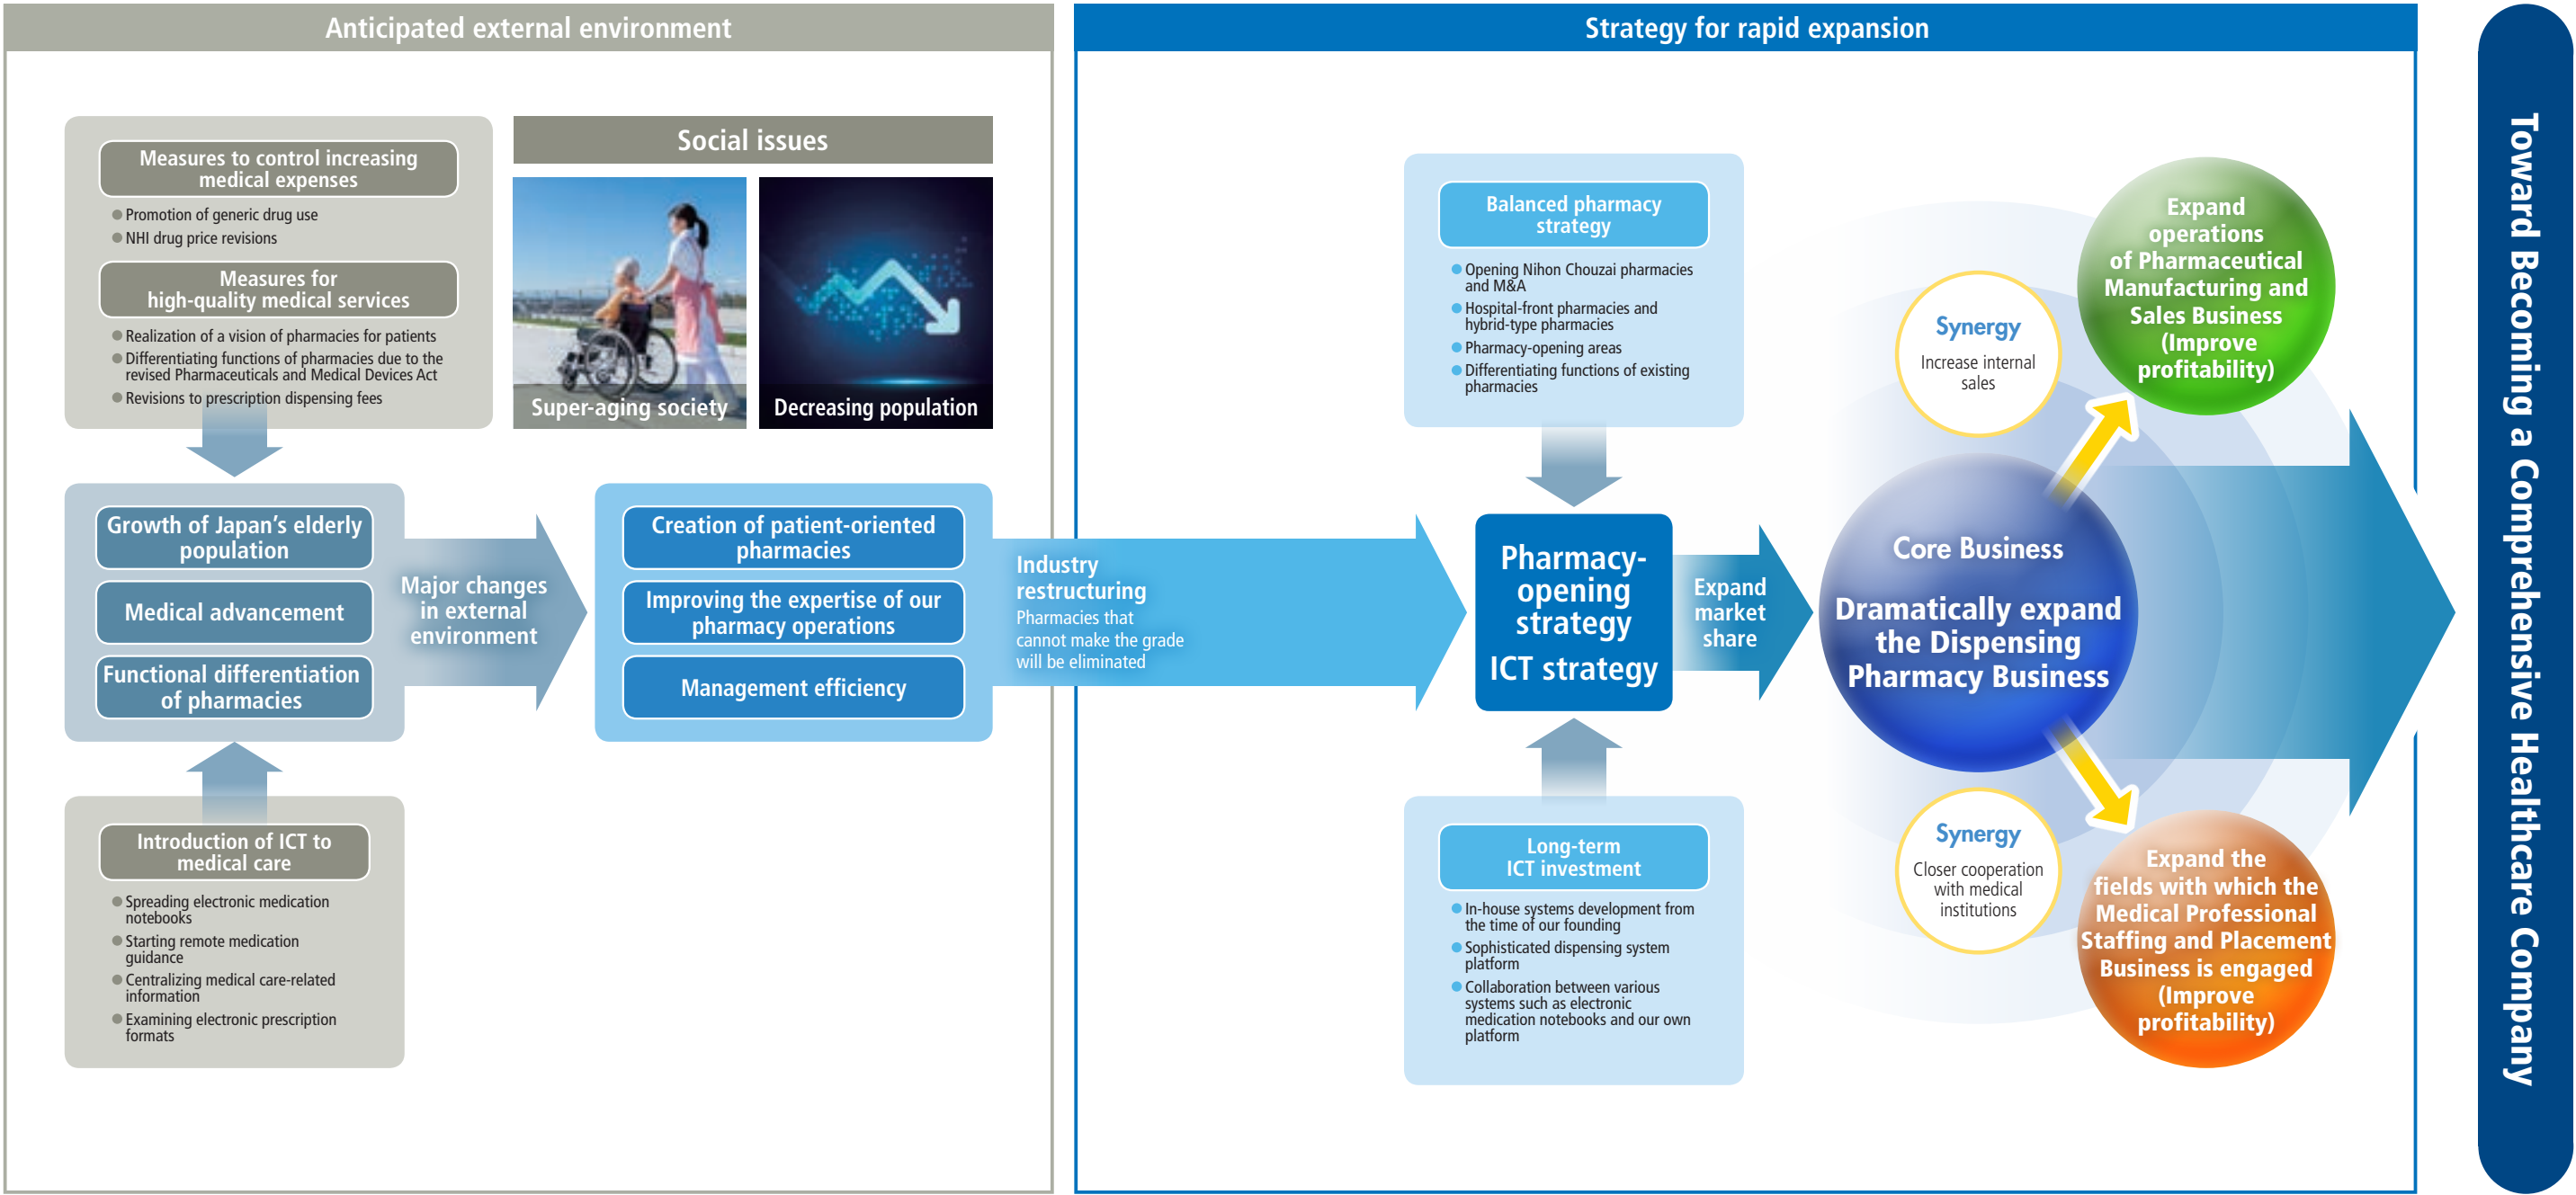 Anticipated external environment
Measures to control increasing
medical expenses
● Promotion of generic drug use
● NHI drug price revisions
Measures for
high-quality medical services
● Realization of a vision of pharmacies for patients
● Differentiating functions of pharmacies due to the
revised Pharmaceuticals and Medical Devices Act
● Revisions to prescription dispensing fees
Social issues
Super-aging society
Decreasing population
Growth of Japan’s elderly
population
Medical advancement
Functional differentiation
of pharmacies
Major changes
in external
environment
Creation of patient-oriented
pharmacies
Improving the expertise of our
pharmacy operations
Management efficiency
Industry
restructuring
Pharmacies that
cannot make the grade
will be eliminated
Introduction of ICT to
medical care
● Spreading electronic medication
notebooks
● Starting remote medication
guidance
● Centralizing medical care-related
information
● Examining electronic prescription
formats
Strategy for rapid expansion
Balanced pharmacy
strategy
● Opening Nihon Chouzai pharmacies
and M&A
● Hospital-front pharmacies and
hybrid-type pharmacies
● Pharmacy-opening areas
● Differentiating functions of existing
pharmacies
Pharmacy-
opening
strategy
ICT strategy
Long-term
ICT investment
● In-house systems development from
the time of our founding
● Sophisticated dispensing system
platform
● Collaboration between various
systems such as electronic
medication notebooks and our own
platform
Expand
market
share
Core Business
Dramatically expand
the Dispensing
Pharmacy Business
Synergy
Increase internal
sales
Expand
operations
of Pharmaceutical
Manufacturing and
Sales Business
(Improve
profitability)
Synergy
Closer cooperation
with medical
institutions
Expand the
fields with which the
Medical Professional
Staffing and Placement
Business is engaged
(Improve
profitability)
Toward Becoming a Comprehensive Healthcare Company